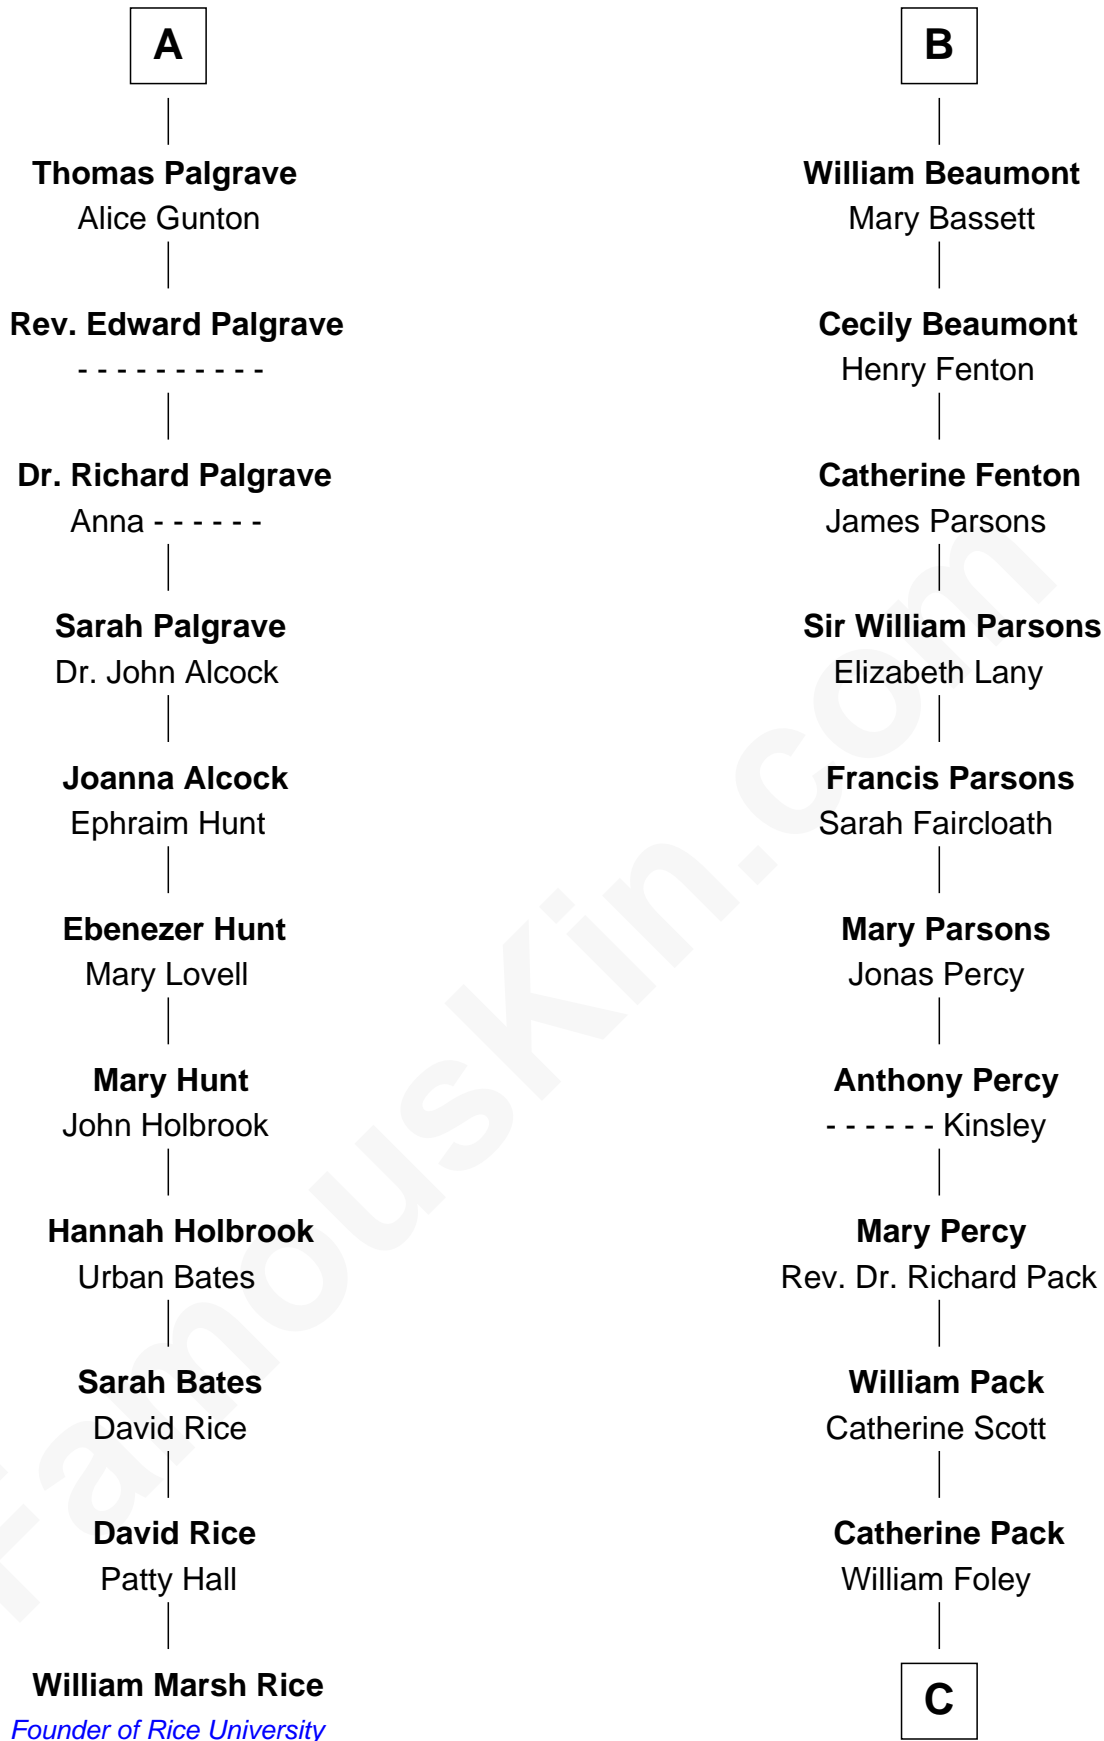 A
Thomas Palgrave
Alice Gunton
Rev. Edward Palgrave
- - - - - - - - - -
Dr. Richard Palgrave
Anna - - - - - -
Sarah Palgrave
Dr. John Alcock
Joanna Alcock
Ephraim Hunt
Ebenezer Hunt
Mary Lovell
Mary Hunt
John Holbrook
Hannah Holbrook
Urban Bates
Sarah Bates
David Rice
David Rice
Patty Hall
William Marsh Rice
Founder of Rice University
B
William Beaumont
Mary Bassett
Cecily Beaumont
Henry Fenton
Catherine Fenton
James Parsons
Sir William Parsons
Elizabeth Lany
Francis Parsons
Sarah Faircloath
Mary Parsons
Jonas Percy
Anthony Percy
- - - - - - Kinsley
Mary Percy
Rev. Dr. Richard Pack
William Pack
Catherine Scott
Catherine Pack
William Foley
C
FamousKin.com